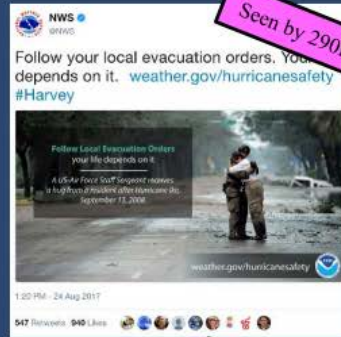 NWS
@NWS
Seen by 290
Follow your local evacuation orders.
depends on it. weather.gov/hurricanesafety
#Harvey
Follow Local Evacuation Orders
your life depends on it
A US Air Force Staff Sergeant receives
a hug from a resident after Hurricane Ike,
September 13, 2008.
weather.gov/hurricanesafety
1:20 PM - 24 Aug 2017
547 Retweets 940 Likes